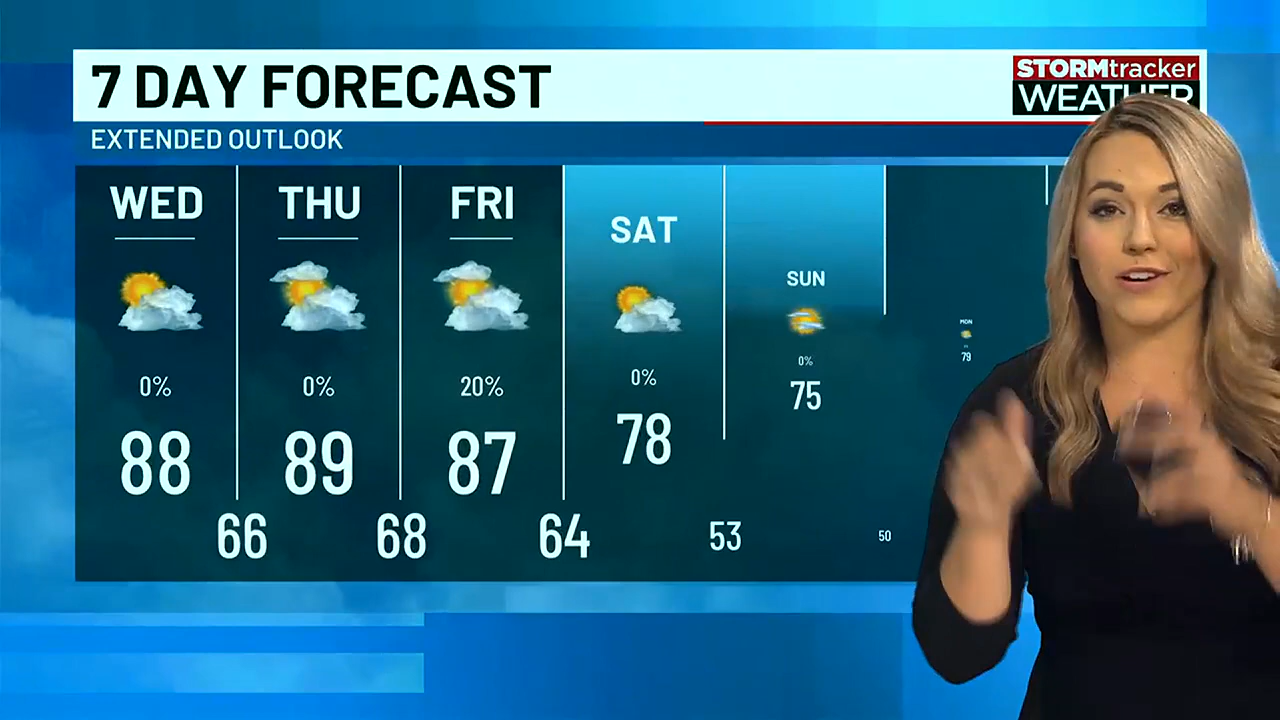 7 DAY FORECAST
STORMtracker
WEATHER
EXTENDED OUTLOOK
WED THU FRI SAT SUN MON
0% 0% 20% 0% 0%
88 89 87 78 75 79
66 68 64 53 50